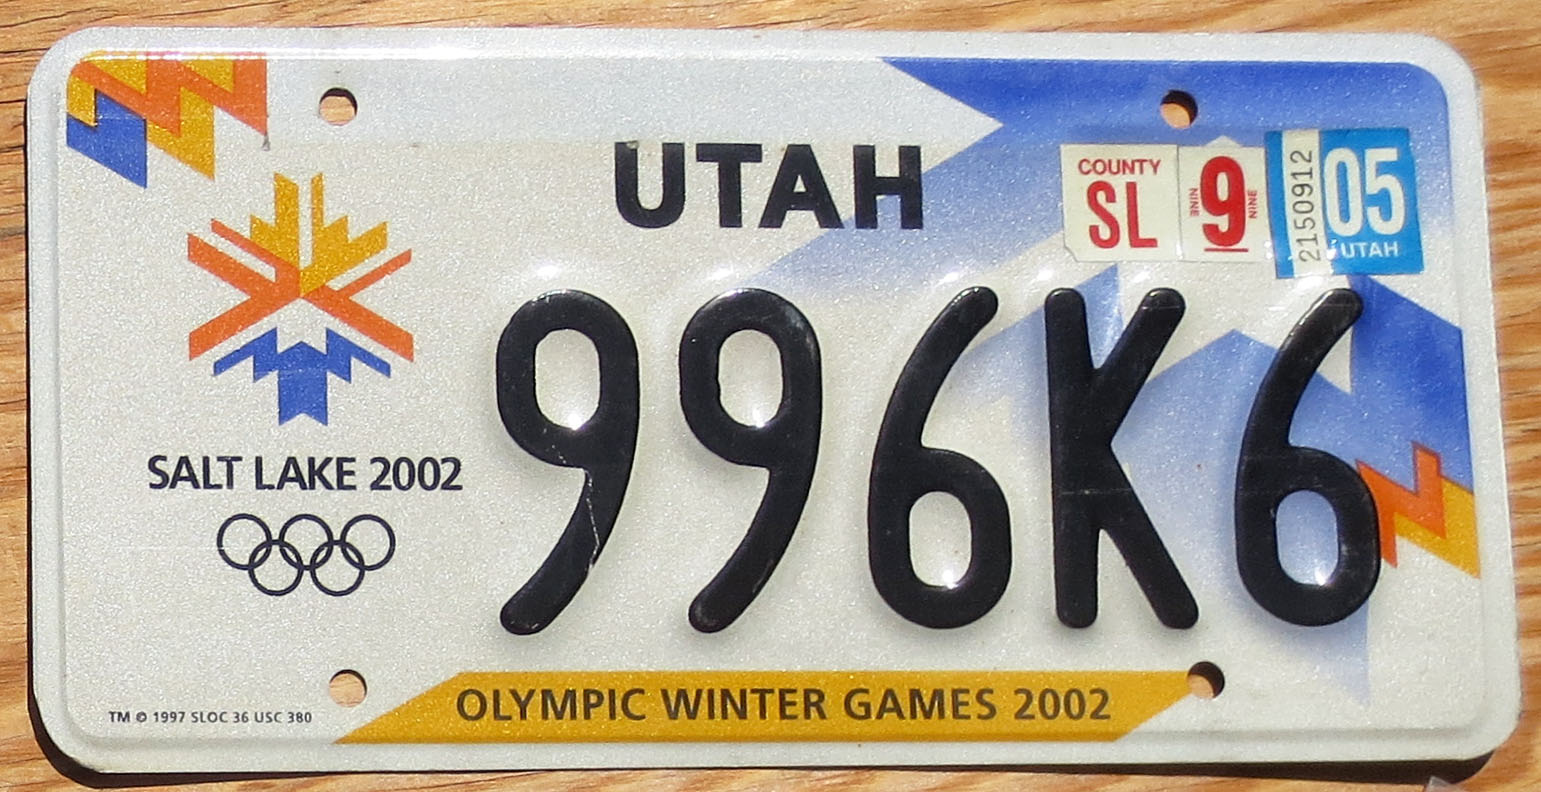 UTAH
COUNTY
SL
NINE
9
NINE
2150912
05
UTAH
996K6
SALT LAKE 2002
TM © 1997 SLOC 36 USC 380
OLYMPIC WINTER GAMES 2002